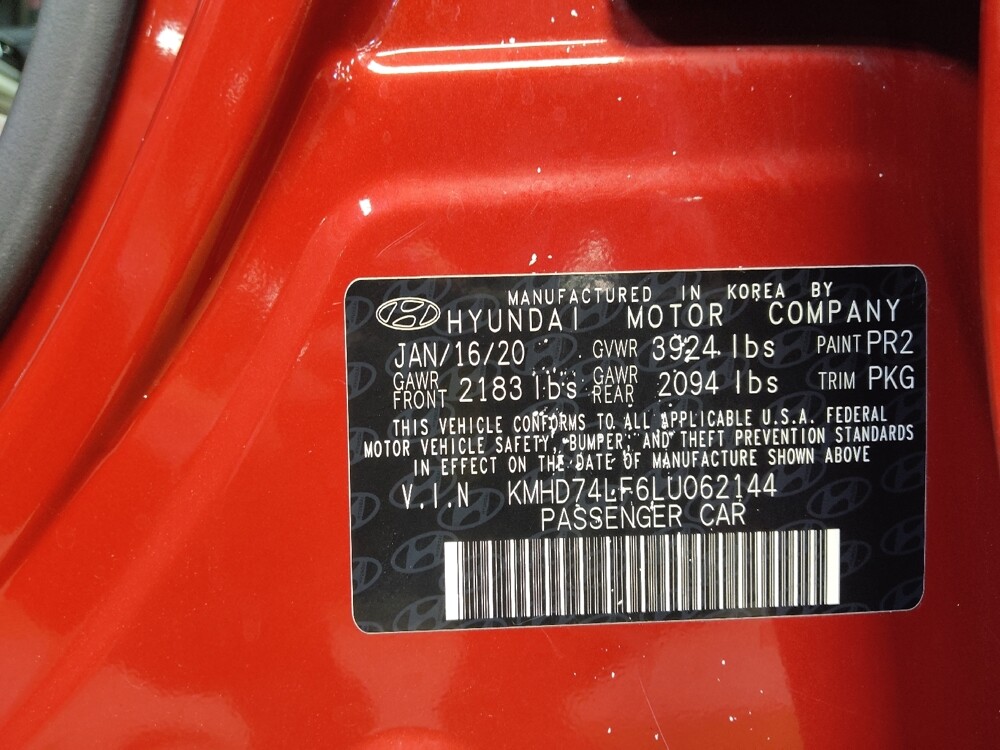 MANUFACTURED IN KOREA BY
HYUNDAI MOTOR COMPANY
JAN/16/20 GVWR 3924 lbs PAINT PR2
GAWR FRONT 2183 lbs GAWR REAR 2094 lbs TRIM PKG
THIS VEHICLE CONFORMS TO ALL APPLICABLE U.S.A. FEDERAL
MOTOR VEHICLE SAFETY, BUMPER, AND THEFT PREVENTION STANDARDS
IN EFFECT ON THE DATE OF MANUFACTURE SHOWN ABOVE
V.I.N KMHD74LF6LU062144
PASSENGER CAR